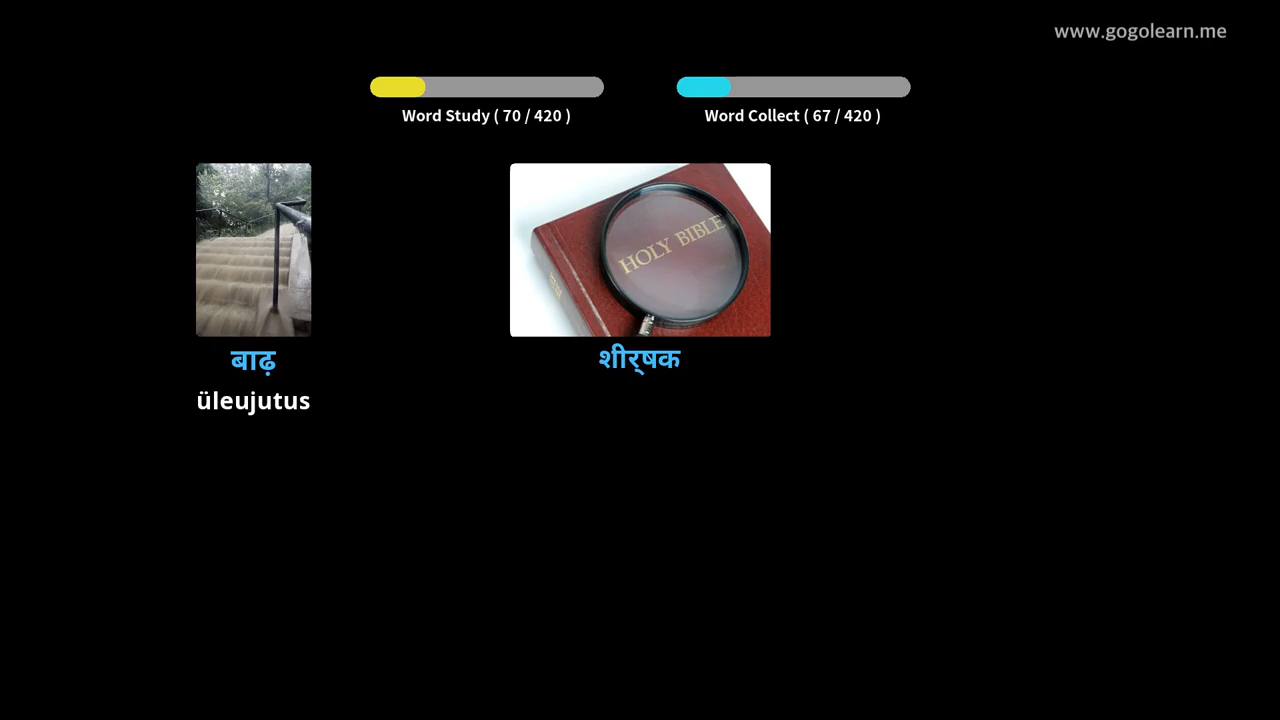 www.gogolearn.me
Word Study ( 70 / 420 )
Word Collect ( 67 / 420 )
HOLY BIBLE
बाढ़
शीर्षक
üleujutus